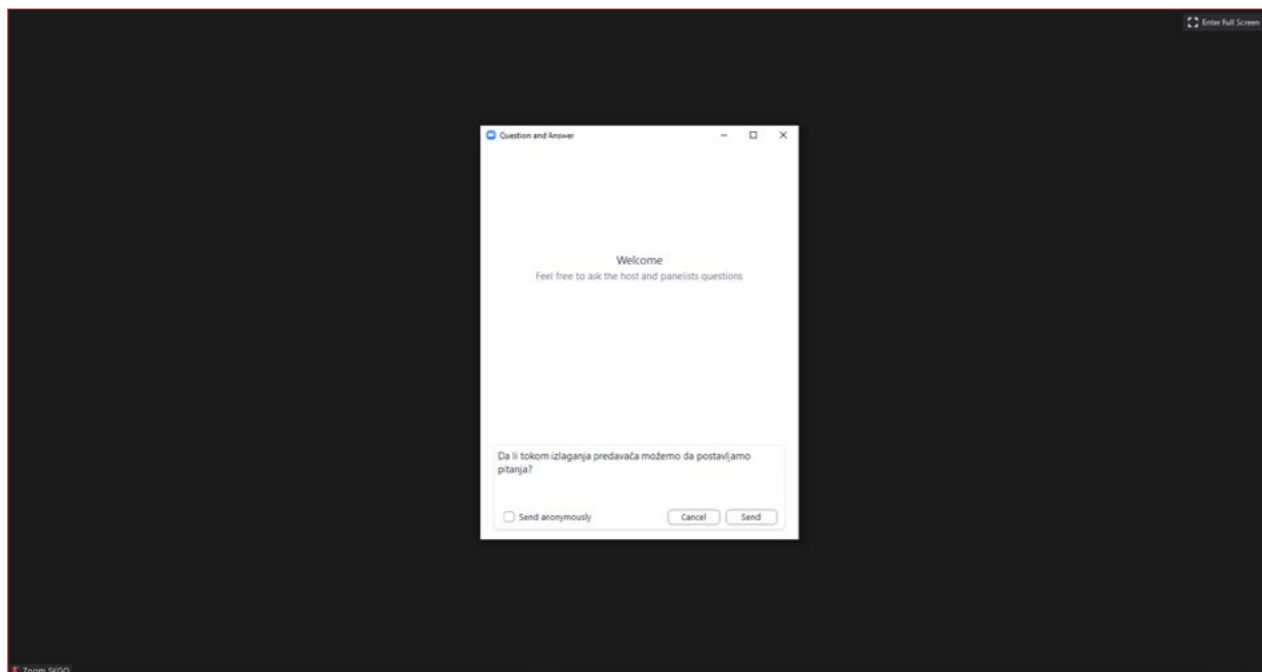 Enter Full Screen
Question and Answer
Welcome
Feel free to ask the host and panelists questions
Da li tokom izlaganja predavača možemo da postavljamo
pitanja?
Send anonymously
Cancel
Send
Zoom SKGO